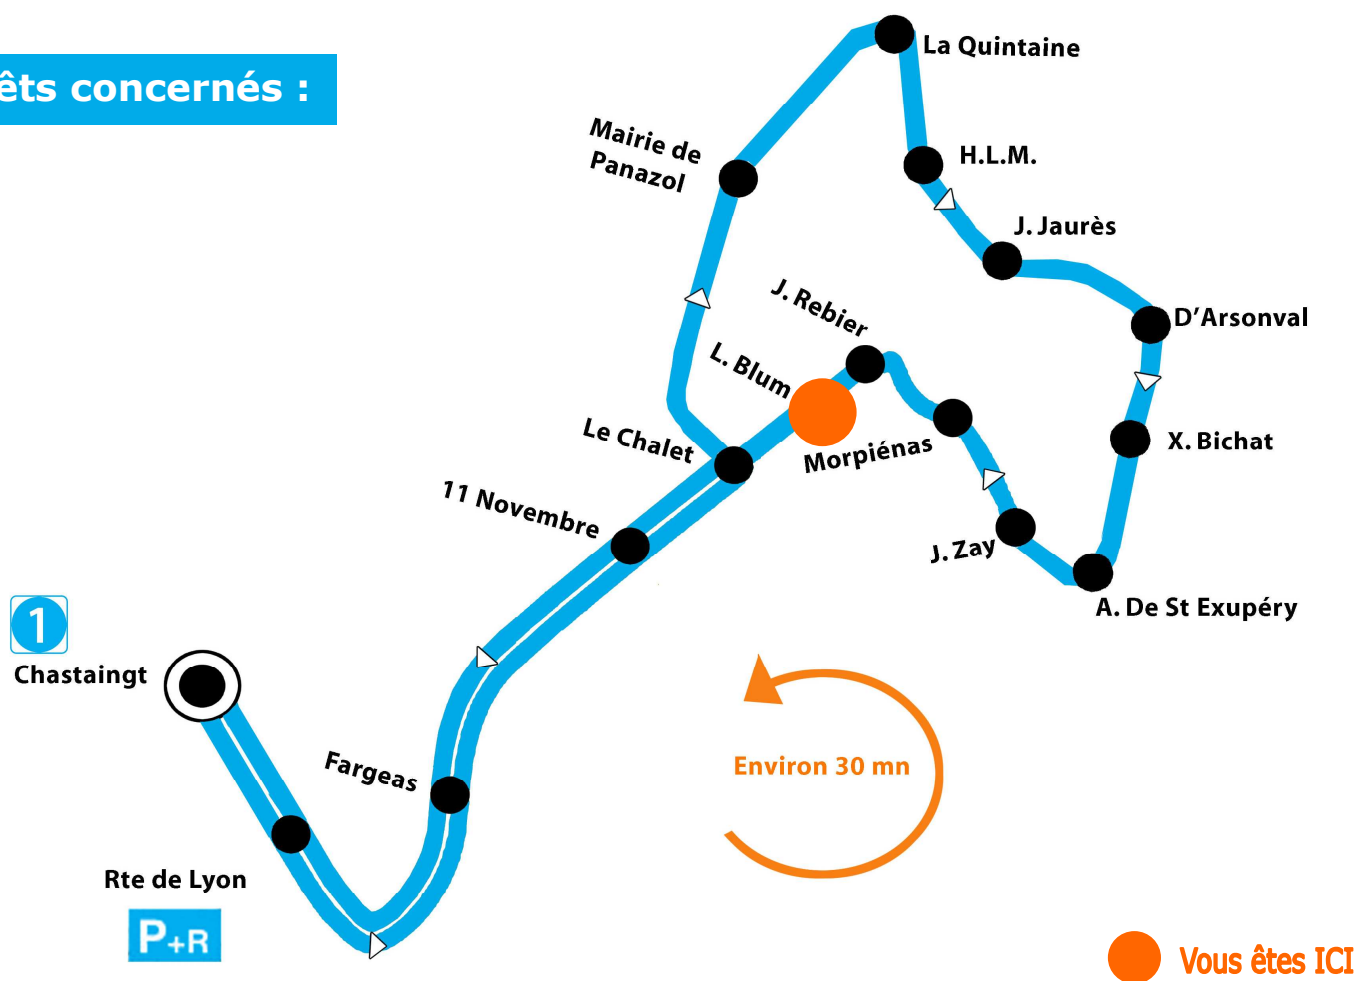 êts concernés :
La Quintaine
Mairie de
Panazol
H.L.M.
J. Jaurès
J. Rebier
D'Arsonval
L. Blum
Le Chalet
Morpiénas
X. Bichat
11 Novembre
J. Zay
A. De St Exupéry
1
Chastaingt
Fargeas
Environ 30 mn
Rte de Lyon
P+R
Vous êtes ICI